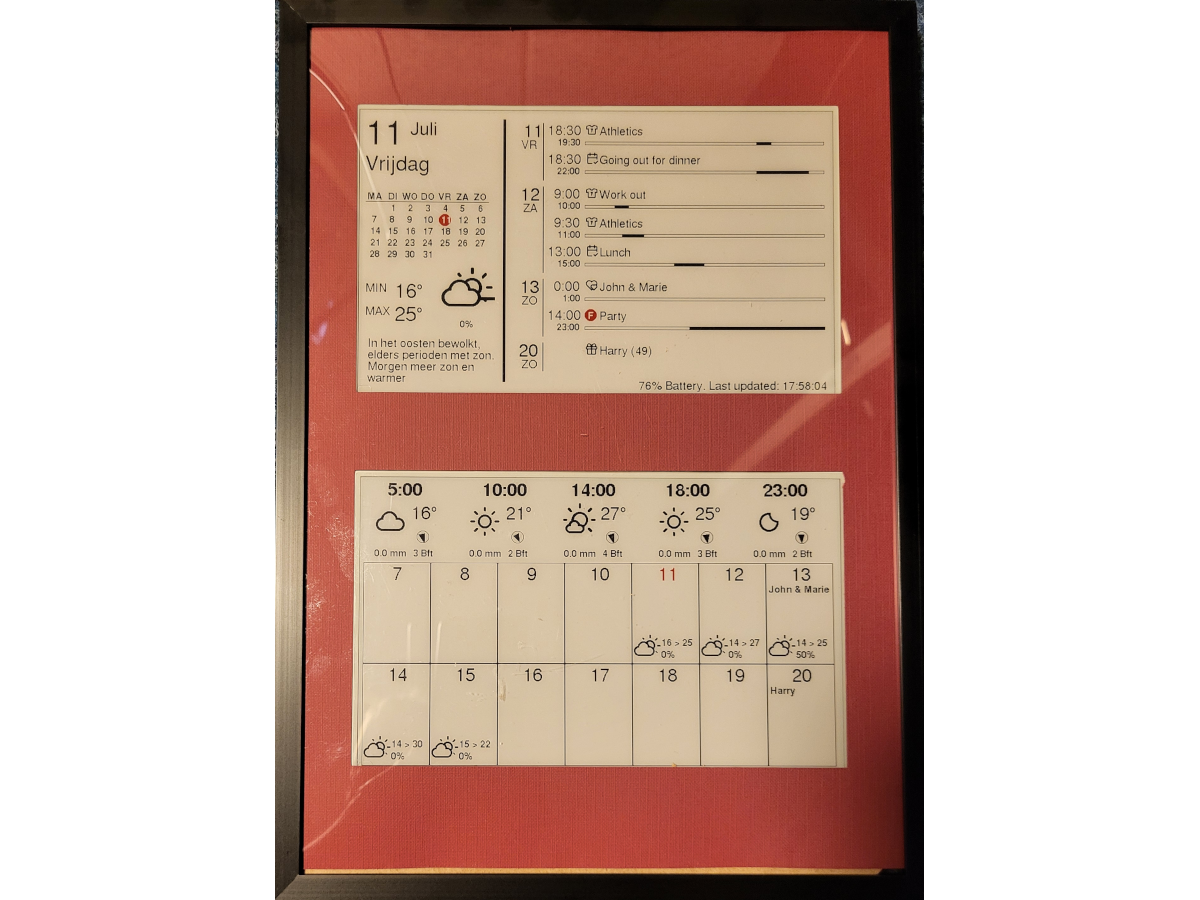 11 Juli
Vrijdag
MA DI WO DO VR ZA ZO
1 2 3 4 5 6
7 8 9 10 11 12 13
14 15 16 17 18 19 20
21 22 23 24 25 26 27
28 29 30 31
MIN 16°
MAX 25°
0%
In het oosten bewolkt,
elders perioden met zon.
Morgen meer zon en
warmer
11 VR
18:30 Athletics
19:30
18:30 Going out for dinner
22:00
12 ZA
9:00 Work out
10:00
9:30 Athletics
11:00
13:00 Lunch
15:00
13 ZO
0:00 John & Marie
1:00
14:00 F Party
23:00
20 ZO
Harry (49)
76% Battery. Last updated: 17:58:04
5:00 10:00 14:00 18:00 23:00
16° 21° 27° 25° 19°
0.0 mm 3 Bft 0.0 mm 2 Bft 0.0 mm 4 Bft 0.0 mm 3 Bft 0.0 mm 2 Bft
7 8 9 10 11 12 13
John & Marie
16 > 25 14 > 27 14 > 25
0% 0% 50%
14 15 16 17 18 19 20
Harry
14 > 30 15 > 22
0% 0%